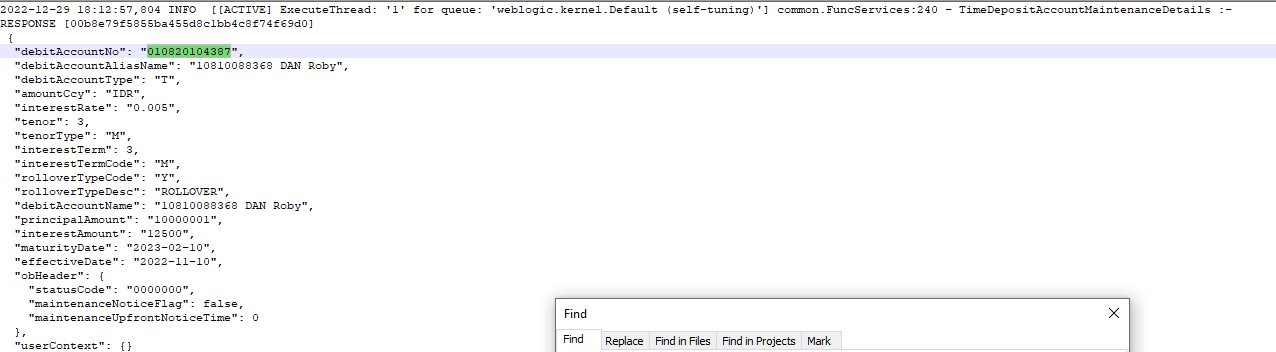 2022-12-29 18:12:57,804 INFO  [[ACTIVE] ExecuteThread: '1' for queue: 'weblogic.kernel.Default (self-tuning)'] common.FuncServices:240 - TimeDepositAccountMaintenanceDetails :-
RESPONSE [00b8e79f5855ba455d8c1bb4c8f74f69d0]
{
"debitAccountNo": "010820104387",
"debitAccountAliasName": "10810088368 DAN Roby",
"debitAccountType": "T",
"amountCcy": "IDR",
"interestRate": "0.005",
"tenor": 3,
"tenorType": "M",
"interestTerm": 3,
"interestTermCode": "M",
"rolloverTypeCode": "Y",
"rolloverTypeDesc": "ROLLOVER",
"debitAccountName": "10810088368 DAN Roby",
"principalAmount": "10000001",
"interestAmount": "12500",
"maturityDate": "2023-02-10",
"effectiveDate": "2022-11-10",
"obHeader": {
"statusCode": "0000000",
"maintenanceNoticeFlag": false,
"maintenanceUpfrontNoticeTime": 0
},
"userContext": {}
Find
Find Replace Find in Files Find in Projects Mark